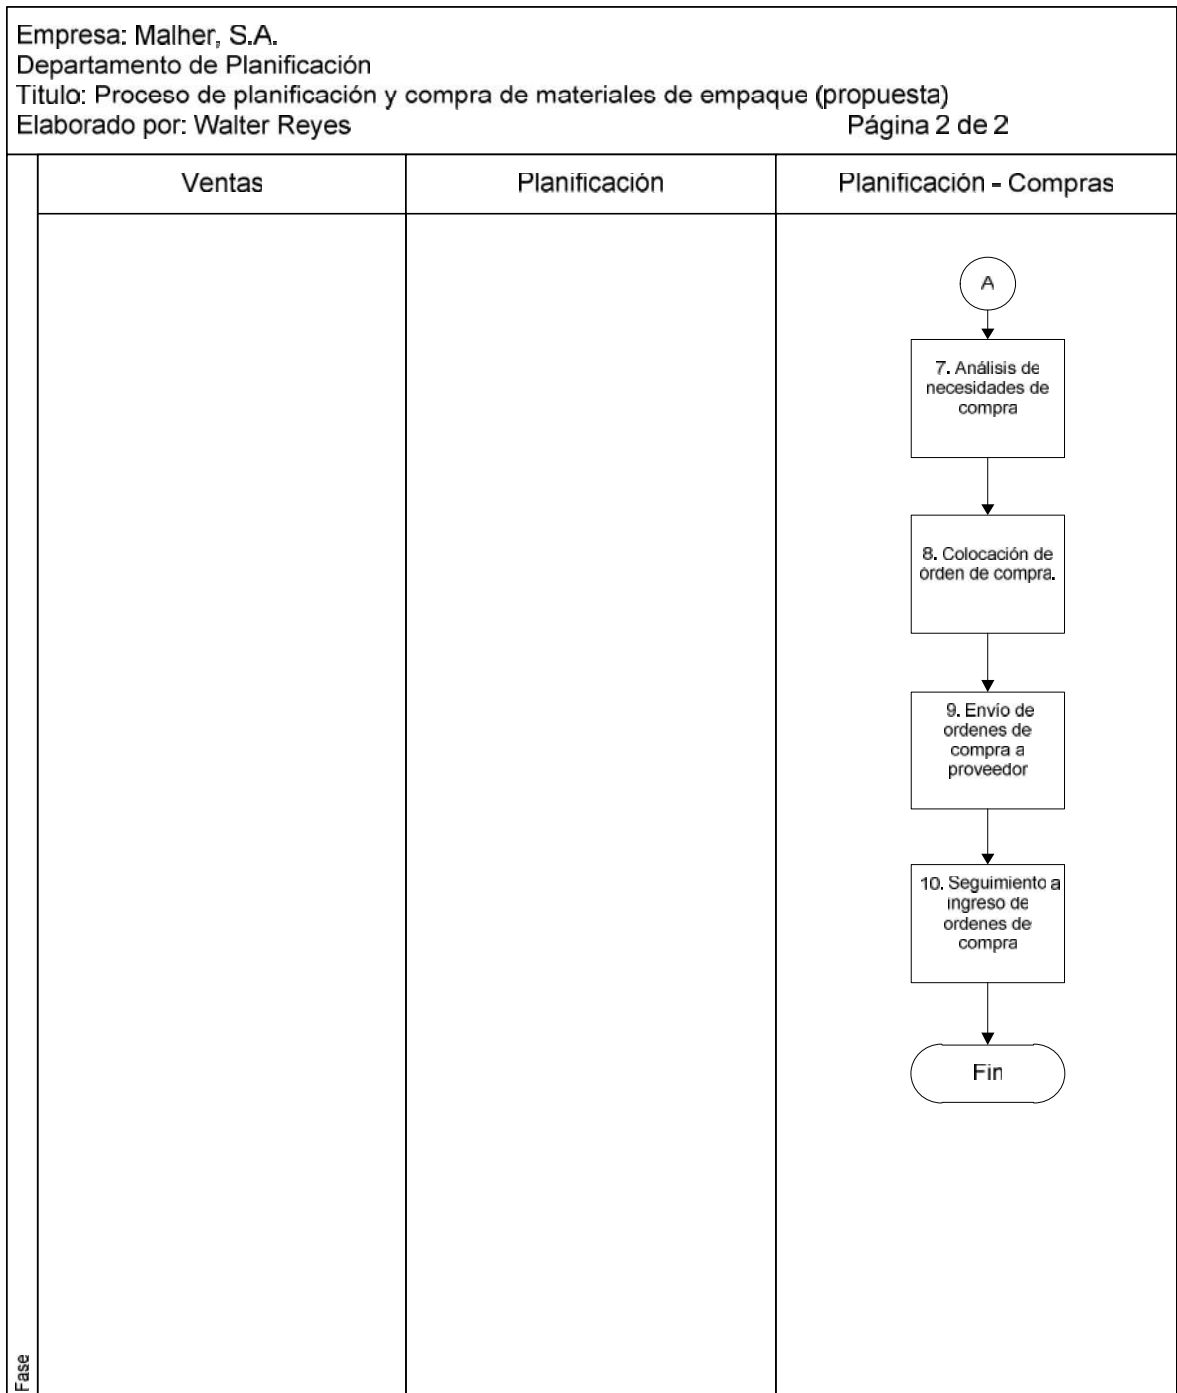 Empresa: Malher, S.A.
Departamento de Planificación
Titulo: Proceso de planificación y compra de materiales de empaque (propuesta)
Elaborado por: Walter Reyes Página 2 de 2
Ventas Planificación Planificación - Compras
A
7. Análisis de
necesidades de
compra
8. Colocación de
órden de compra.
9. Envío de
ordenes de
compra a
proveedor
10. Seguimiento a
ingreso de
ordenes de
compra
Fin
Fase